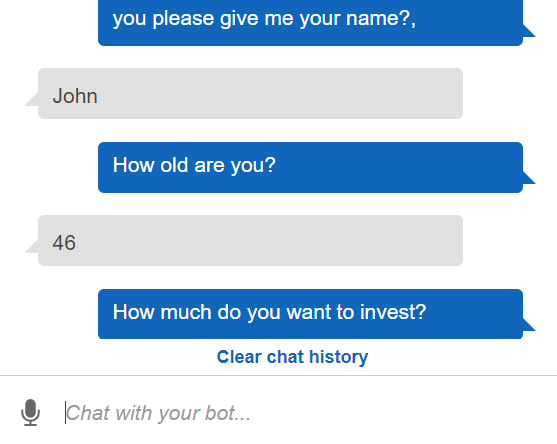 you please give me your name?,
John
How old are you?
46
How much do you want to invest?
Clear chat history
Chat with your bot...